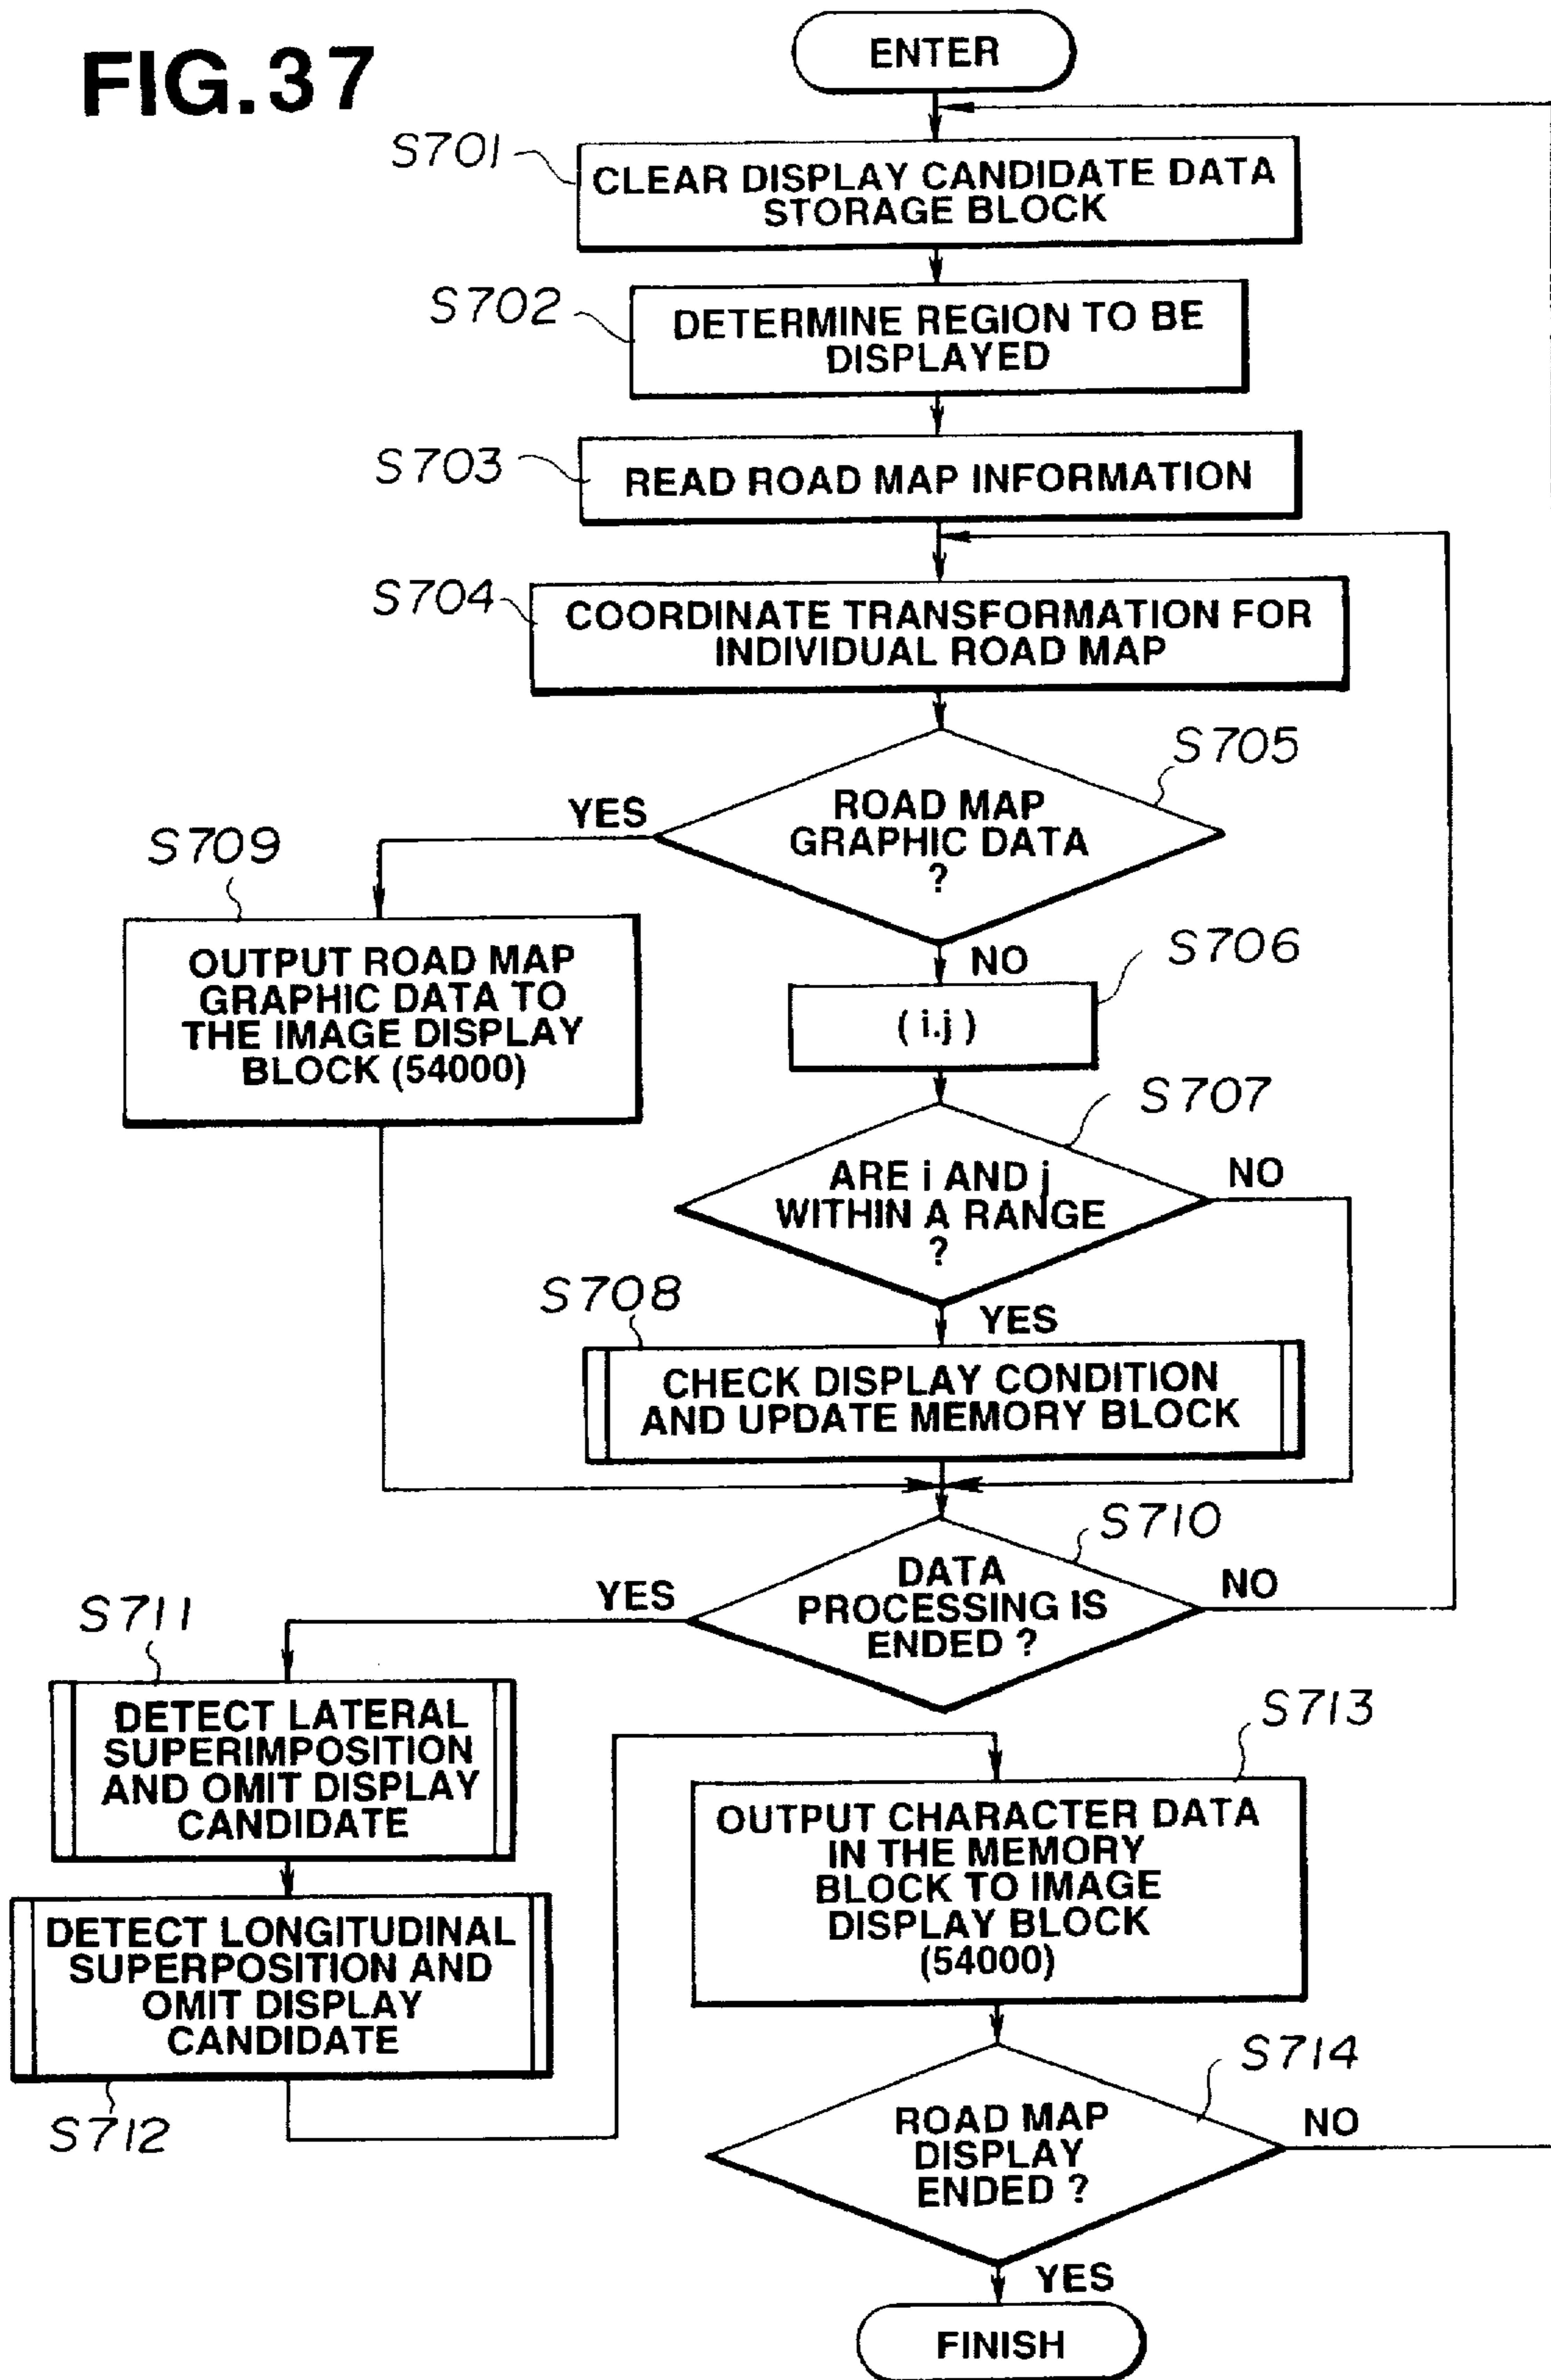 FIG.37
ENTER
S701
CLEAR DISPLAY CANDIDATE DATA
STORAGE BLOCK
S702
DETERMINE REGION TO BE
DISPLAYED
S703
READ ROAD MAP INFORMATION
S704
COORDINATE TRANSFORMATION FOR
INDIVIDUAL ROAD MAP
S705
ROAD MAP
GRAPHIC DATA
?
YES
NO
S709
OUTPUT ROAD MAP
GRAPHIC DATA TO
THE IMAGE DISPLAY
BLOCK (54000)
S706
( i.j )
S707
ARE i AND j
WITHIN A RANGE
?
NO
YES
S708
CHECK DISPLAY CONDITION
AND UPDATE MEMORY BLOCK
S710
DATA
PROCESSING IS
ENDED ?
YES
NO
S711
DETECT LATERAL
SUPERIMPOSITION
AND OMIT DISPLAY
CANDIDATE
DETECT LONGITUDINAL
SUPERPOSITION AND
OMIT DISPLAY
CANDIDATE
S712
S713
OUTPUT CHARACTER DATA
IN THE MEMORY
BLOCK TO IMAGE
DISPLAY BLOCK
(54000)
S714
ROAD MAP
DISPLAY
ENDED ?
NO
YES
FINISH